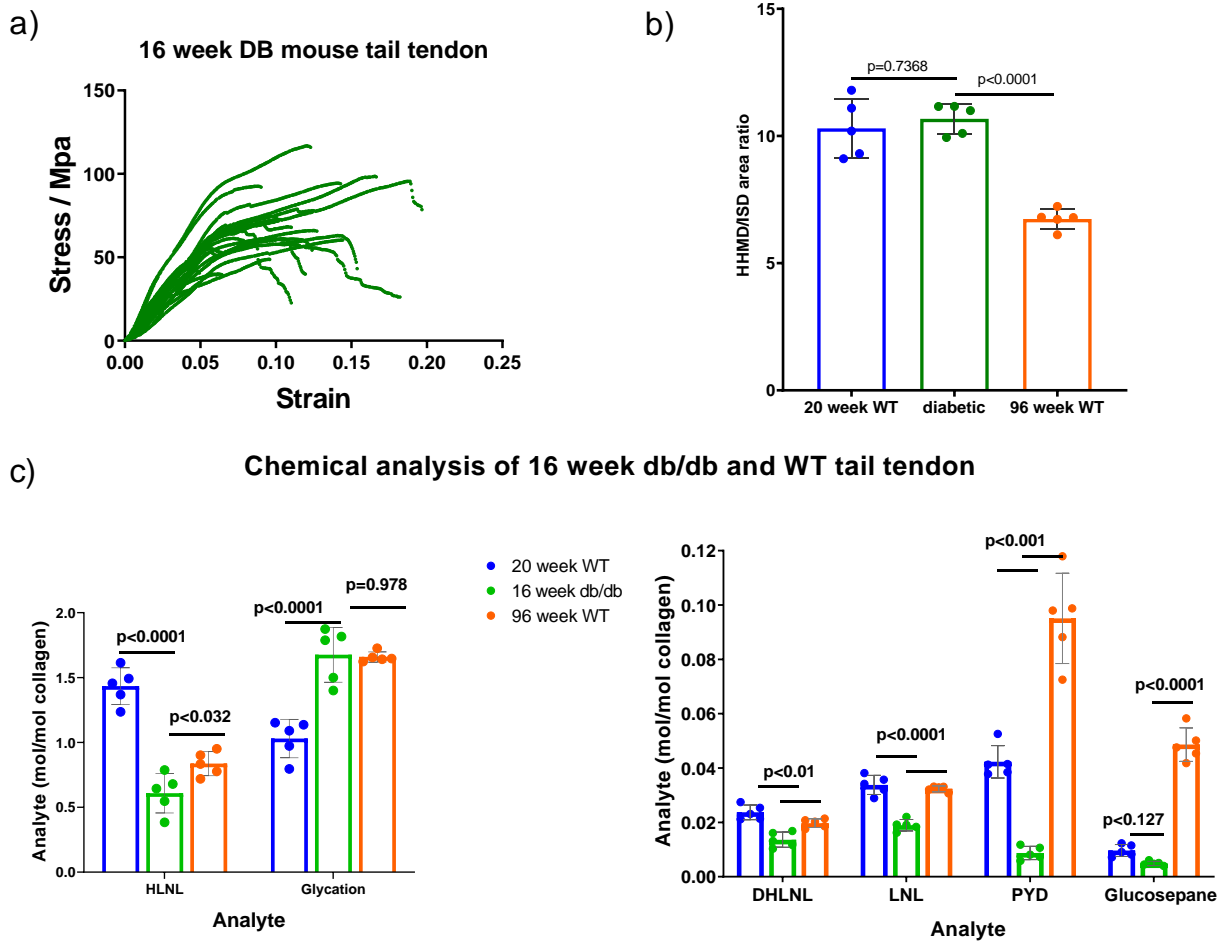 a)
16 week DB mouse tail tendon
Stress / Mpa
150
100
50
0
0.00 0.05 0.10 0.15 0.20 0.25
Strain
b)
HHMD/ISD area ratio
15
10
5
0
p=0.7368
p<0.0001
20 week WT diabetic 96 week WT
c)
Chemical analysis of 16 week db/db and WT tail tendon
Analyte (mol/mol collagen)
2.0
1.5
1.0
0.5
0.0
p<0.0001
p<0.032
p<0.0001
p=0.978
HLNL Glycation
Analyte
20 week WT
16 week db/db
96 week WT
Analyte (mol/mol collagen)
0.12
0.10
0.08
0.06
0.04
0.02
0.00
p<0.01
p<0.0001
p<0.001
p<0.127
p<0.0001
DHLNL LNL PYD Glucosepane
Analyte